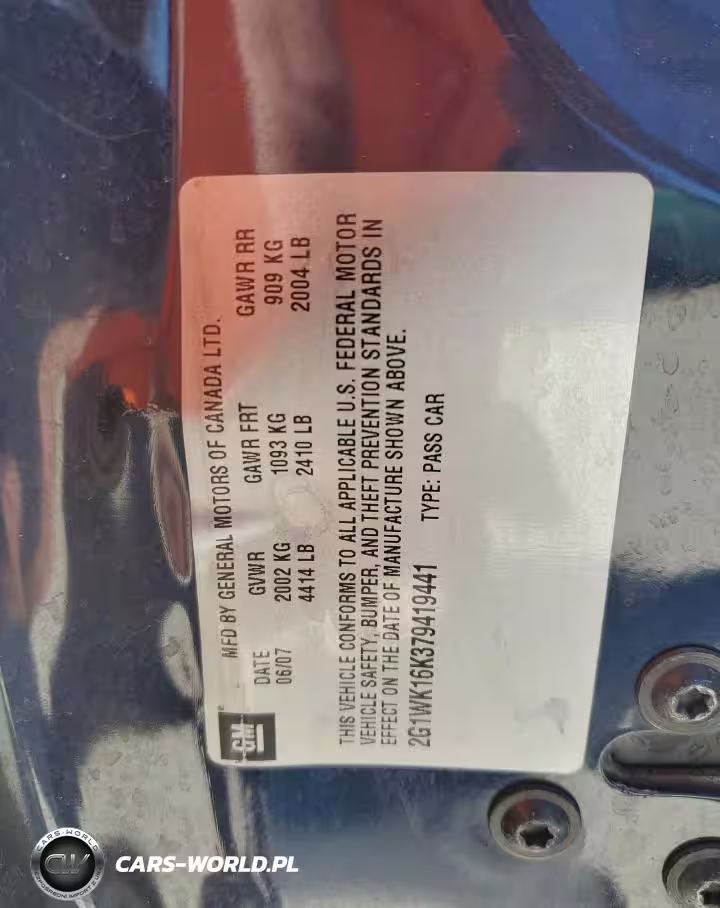 GM
MFD BY GENERAL MOTORS OF CANADA LTD.
DATE GVWR GAWR FRT GAWR RR
06/07 2002 KG 1093 KG 909 KG
4414 LB 2410 LB 2004 LB
THIS VEHICLE CONFORMS TO ALL APPLICABLE U.S. FEDERAL MOTOR
VEHICLE SAFETY, BUMPER, AND THEFT PREVENTION STANDARDS IN
EFFECT ON THE DATE OF MANUFACTURE SHOWN ABOVE.
2G1WK16K379419441 TYPE: PASS CAR
CARS-WORLD
CW
CARS-WORLD.PL